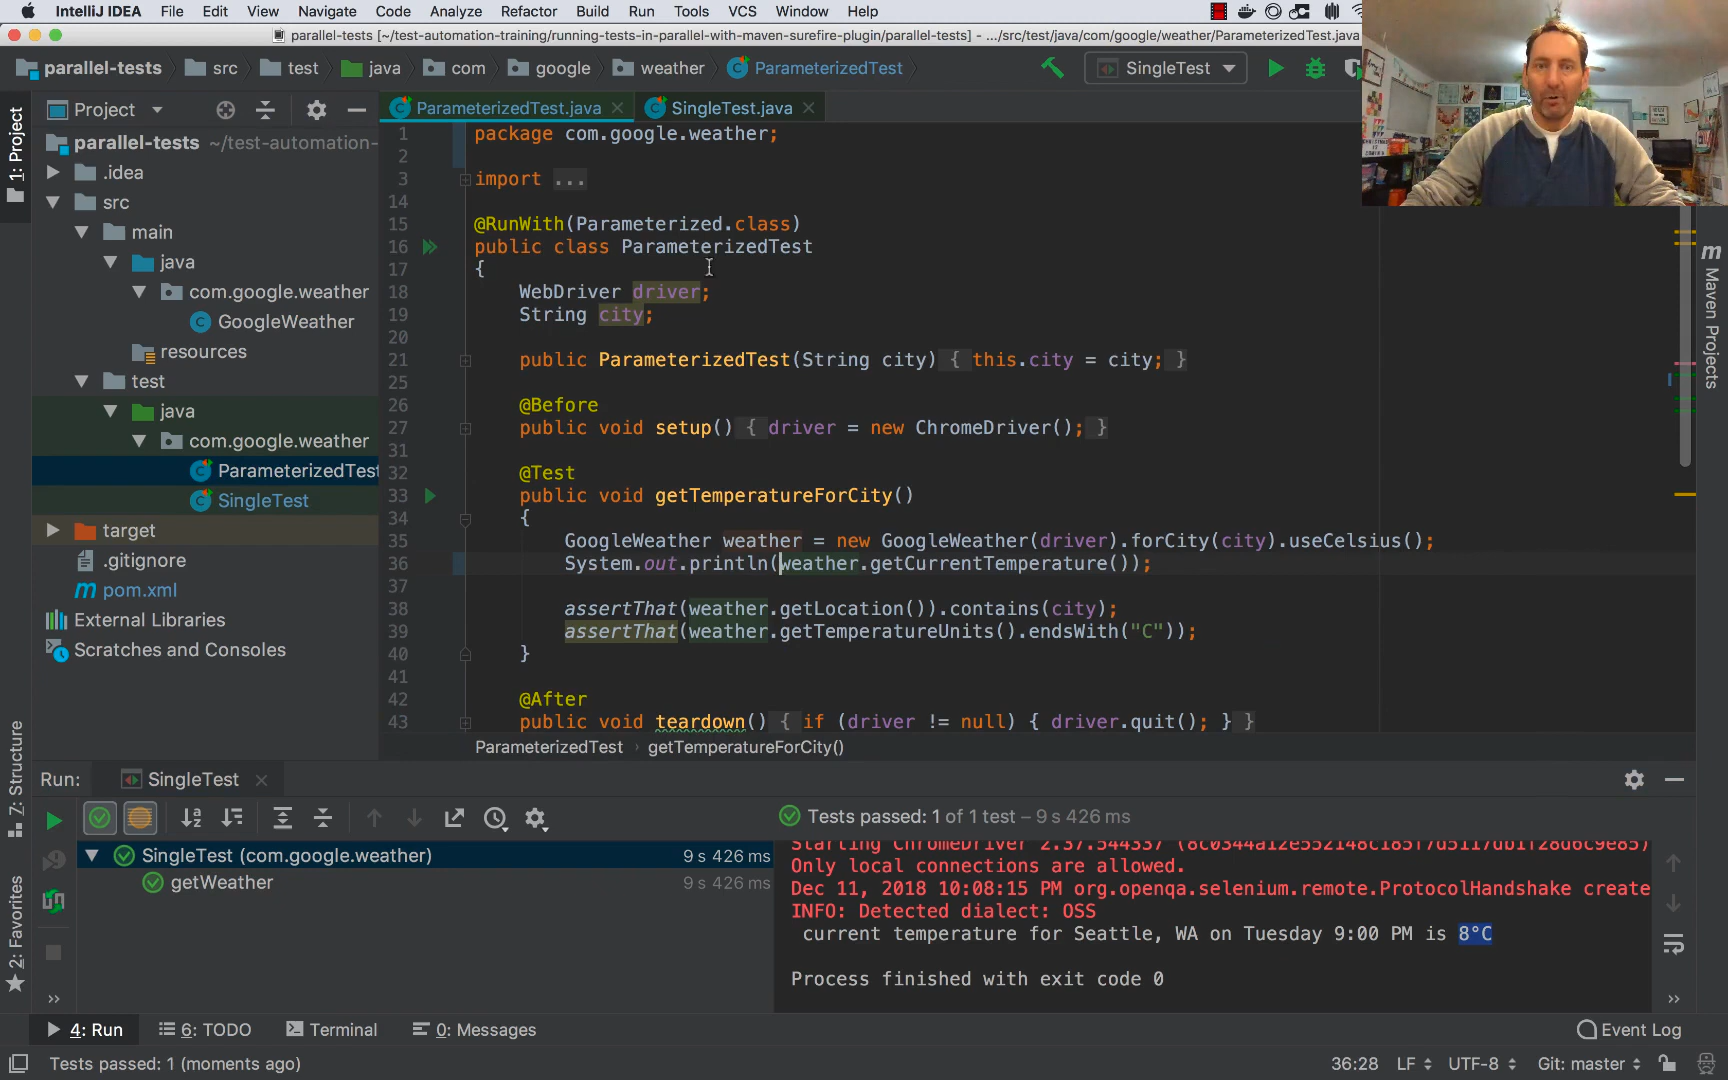 IntelliJ IDEA File Edit View Navigate Code Analyze Refactor Build Run Tools VCS Window Help
parallel-tests [~/test-automation-training/running-tests-in-parallel-with-maven-surefire-plugin/parallel-tests] - .../src/test/java/com/google/weather/ParameterizedTest.java
parallel-tests src test java com google weather ParameterizedTest SingleTest
1: Project
Project
ParameterizedTest.java SingleTest.java
parallel-tests ~/test-automation-
.idea
src
main
java
com.google.weather
GoogleWeather
resources
test
java
com.google.weather
ParameterizedTest
SingleTest
target
.gitignore
pom.xml
External Libraries
Scratches and Consoles
1 package com.google.weather;
2
3 import ...
14
15 @RunWith(Parameterized.class)
16 public class ParameterizedTest
17 {
18 WebDriver driver;
19 String city;
20
21 public ParameterizedTest(String city) { this.city = city; }
25
26 @Before
27 public void setup() { driver = new ChromeDriver(); }
31
32 @Test
33 public void getTemperatureForCity()
34 {
35 GoogleWeather weather = new GoogleWeather(driver).forCity(city).useCelsius();
36 System.out.println(weather.getCurrentTemperature());
37
38 assertThat(weather.getLocation()).contains(city);
39 assertThat(weather.getTemperatureUnits().endsWith("C"));
40 }
41
42 @After
43 public void teardown() { if (driver != null) { driver.quit(); } }
ParameterizedTest › getTemperatureForCity()
m Maven Projects
7: Structure
2: Favorites
Run: SingleTest
Tests passed: 1 of 1 test – 9 s 426 ms
SingleTest (com.google.weather) 9 s 426 ms
getWeather 9 s 426 ms
Starting ChromeDriver 2.37.544337 (8c0344a12e552148c185f7d5117db1f28d6c9e85)
Only local connections are allowed.
Dec 11, 2018 10:08:15 PM org.openqa.selenium.remote.ProtocolHandshake create
INFO: Detected dialect: OSS
current temperature for Seattle, WA on Tuesday 9:00 PM is 8°C
Process finished with exit code 0
4: Run 6: TODO Terminal 0: Messages Event Log
Tests passed: 1 (moments ago) 36:28 LF UTF-8 Git: master